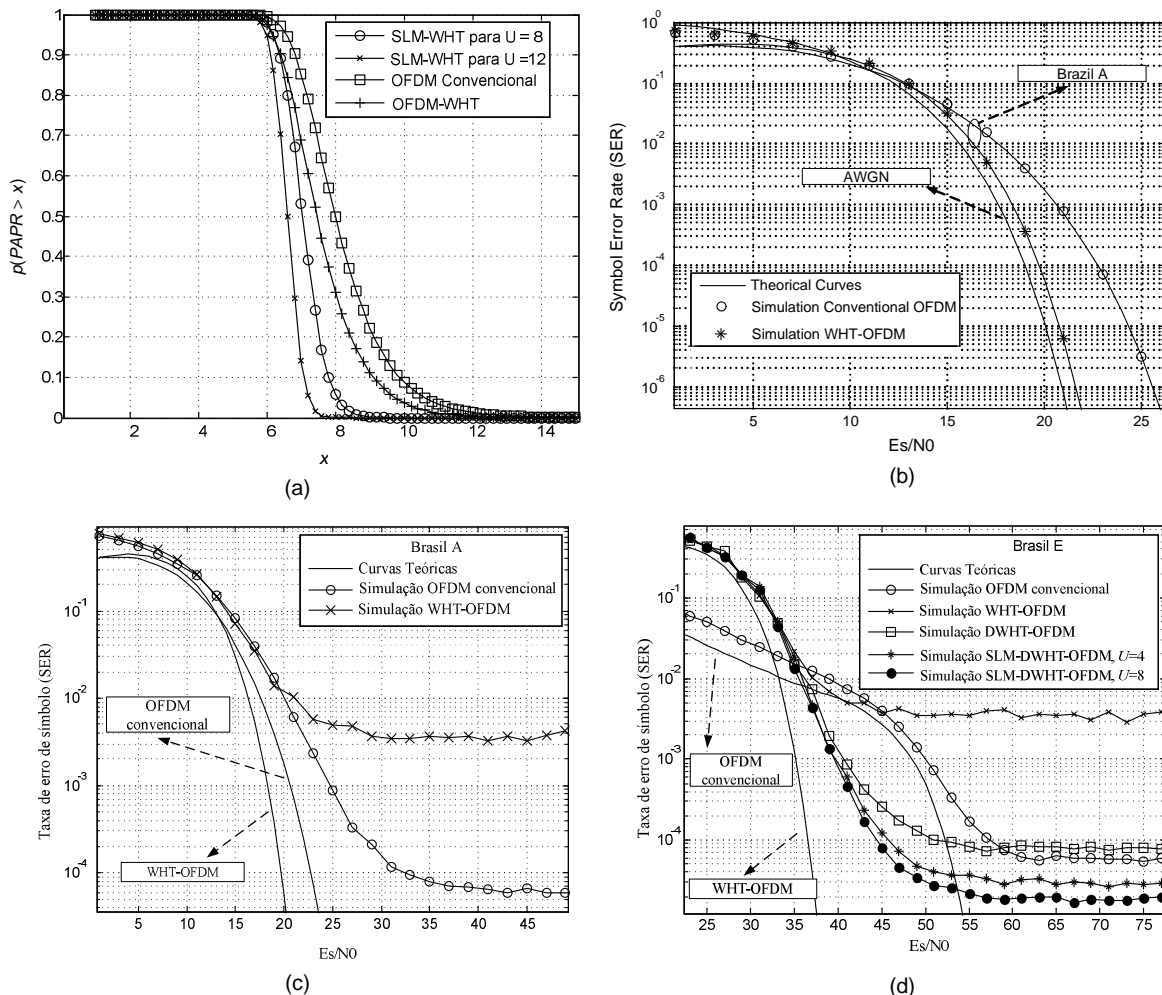 1
0.9
0.8
0.7
0.6
0.5
0.4
0.3
0.2
0.1
0
p(PAPR > x)
SLM-WHT para U = 8
SLM-WHT para U =12
OFDM Convencional
OFDM-WHT
2
4
6
8
10
12
14
x
(a)
10^0
10^-1
10^-2
10^-3
10^-4
10^-5
10^-6
Symbol Error Rate (SER)
Brazil A
AWGN
Theorical Curves
Simulation Conventional OFDM
Simulation WHT-OFDM
5
10
15
20
25
Es/N0
(b)
10^-1
10^-2
10^-3
10^-4
Taxa de erro de símbolo (SER)
Brasil A
Curvas Teóricas
Simulação OFDM convencional
Simulação WHT-OFDM
OFDM
convencional
WHT-OFDM
5
10
15
20
25
30
35
40
45
Es/N0
(c)
10^-1
10^-2
10^-3
10^-4
Taxa de erro de símbolo (SER)
Brasil E
Curvas Teóricas
Simulação OFDM convencional
Simulação WHT-OFDM
Simulação DWHT-OFDM
Simulação SLM-DWHT-OFDM, U=4
Simulação SLM-DWHT-OFDM, U=8
OFDM
convencional
WHT-OFDM
25
30
35
40
45
50
55
60
65
70
75
Es/N0
(d)